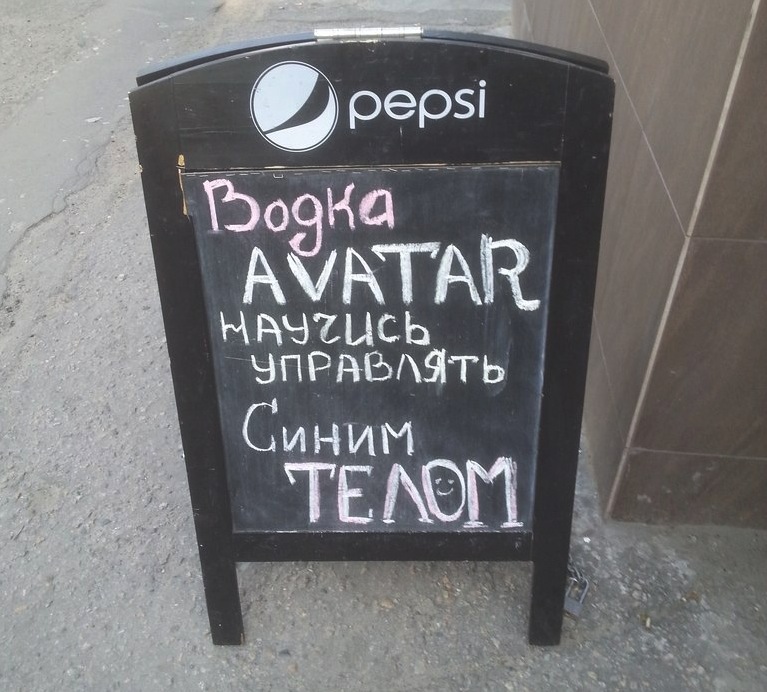 pepsi
Водка
AVATAR
научись
управлять
Синим
ТЕЛОМ